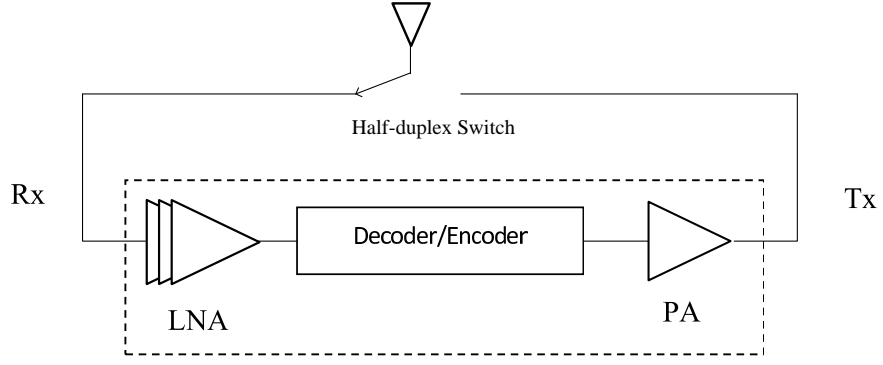 Half-duplex Switch
Rx
Tx
Decoder/Encoder
LNA
PA